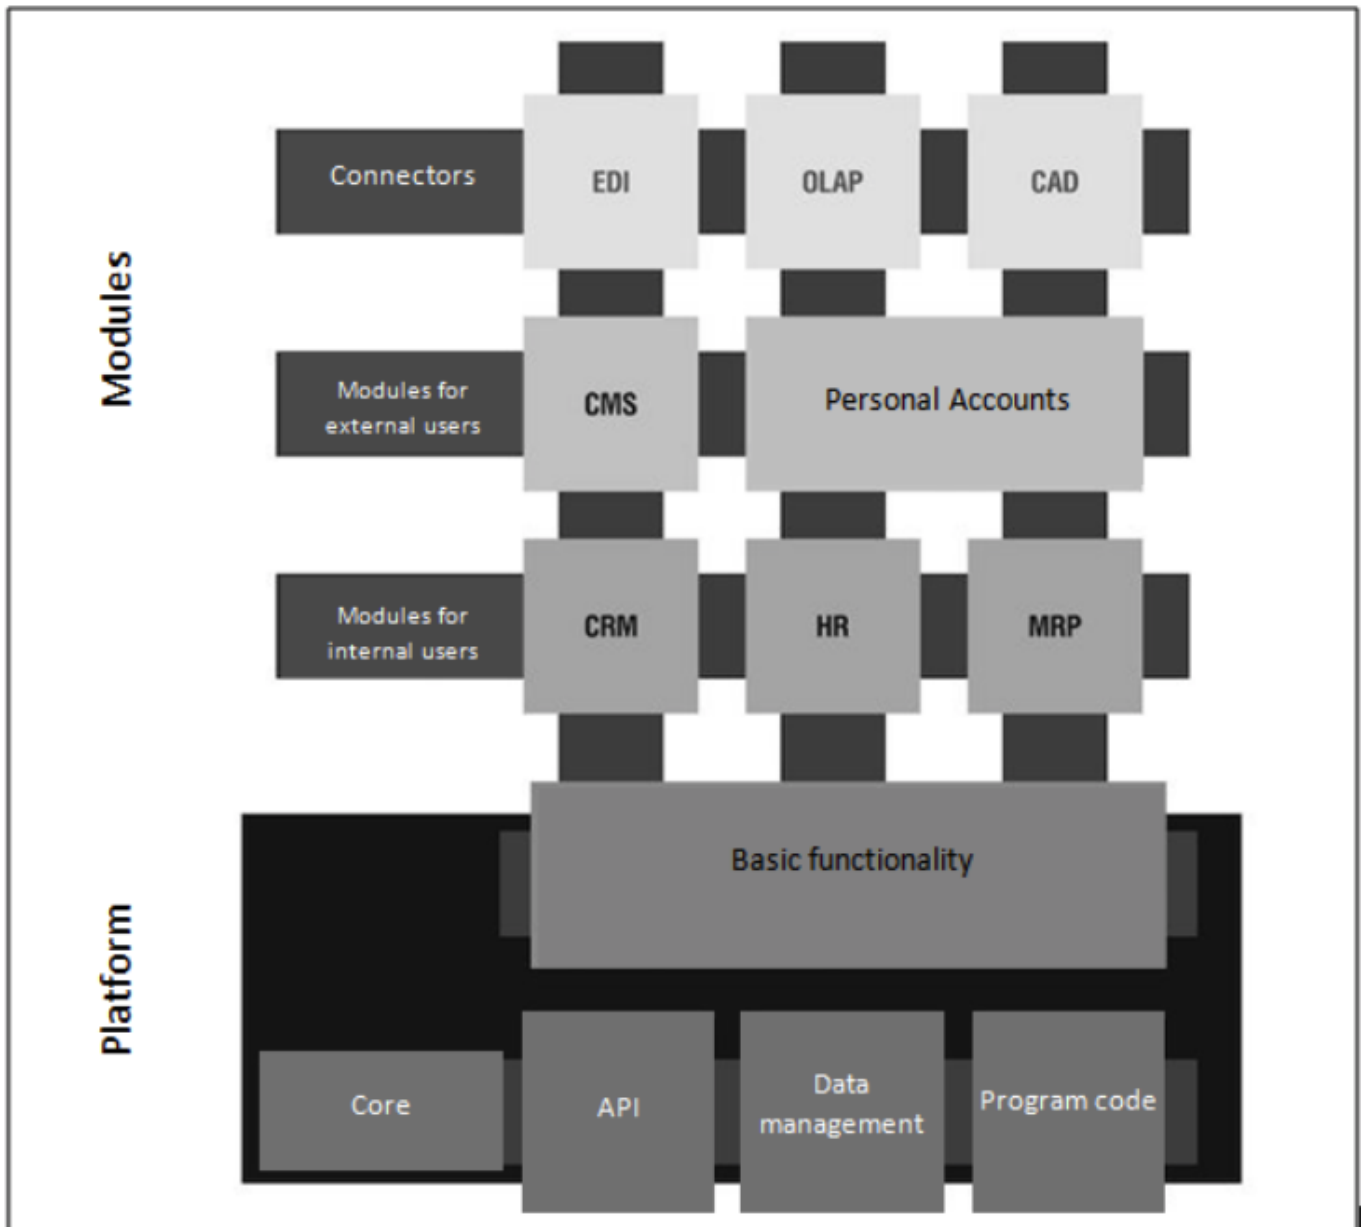 Modules
Connectors
EDI
OLAP
CAD
Modules for
external users
CMS
Personal Accounts
Modules for
internal users
CRM
HR
MRP
Platform
Basic functionality
Core
API
Data
management
Program code